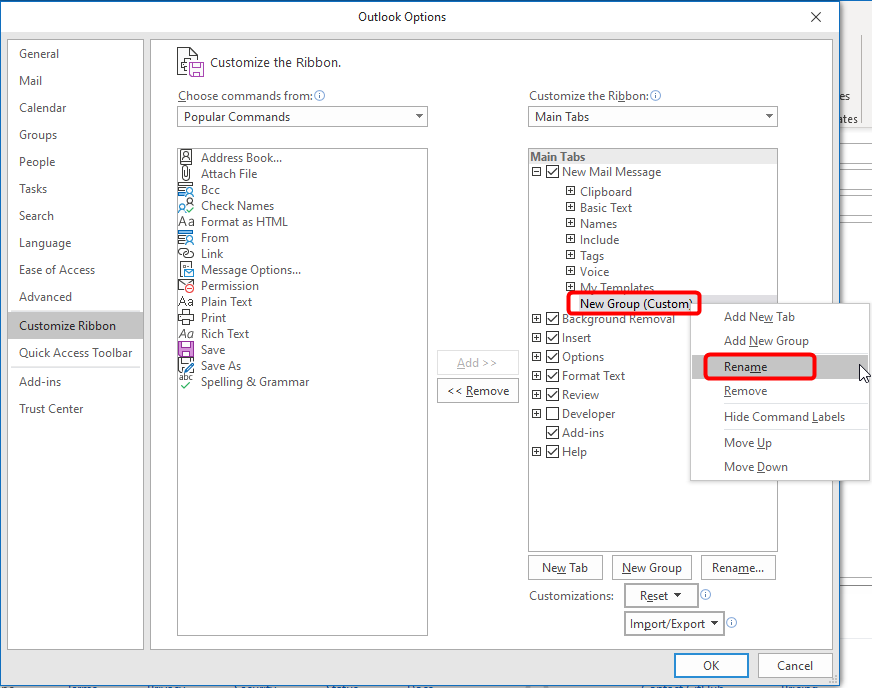 Outlook Options
General
Mail
Calendar
Groups
People
Tasks
Search
Language
Ease of Access
Advanced
Customize Ribbon
Quick Access Toolbar
Add-ins
Trust Center
Customize the Ribbon.
Choose commands from:
Popular Commands
Address Book...
Attach File
Bcc
Check Names
Format as HTML
From
Link
Message Options...
Permission
Plain Text
Print
Rich Text
Save
Save As
Spelling & Grammar
Add >>
<< Remove
Customize the Ribbon:
Main Tabs
Main Tabs
New Mail Message
Clipboard
Basic Text
Names
Include
Tags
Voice
My Templates
New Group (Custom)
Background Removal
Insert
Options
Format Text
Review
Developer
Add-ins
Help
Add New Tab
Add New Group
Rename
Remove
Hide Command Labels
Move Up
Move Down
New Tab
New Group
Rename...
Customizations:
Reset
Import/Export
OK
Cancel